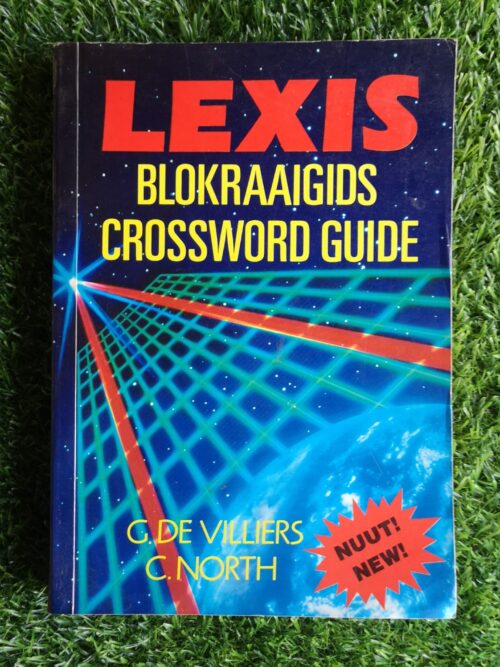 LEXIS
BLOKRAAIGIDS
CROSSWORD GUIDE
G. DE VILLIERS
C. NORTH
NUUT!
NEW!